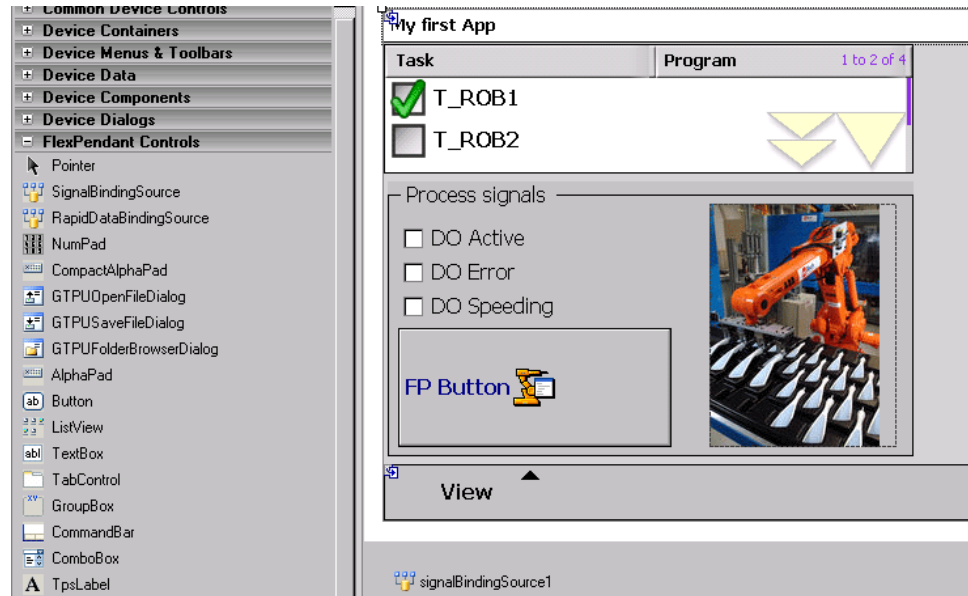 Common Device Controls
Device Containers
Device Menus & Toolbars
Device Data
Device Components
Device Dialogs
FlexPendant Controls
Pointer
SignalBindingSource
RapidDataBindingSource
NumPad
CompactAlphaPad
GTPUOpenFileDialog
GTPUSaveFileDialog
GTPUFolderBrowserDialog
AlphaPad
Button
ListView
TextBox
TabControl
GroupBox
CommandBar
ComboBox
TpsLabel
My first App
Task Program 1 to 2 of 4
T_ROB1
T_ROB2
Process signals
DO Active
DO Error
DO Speeding
FP Button
View
signalBindingSource1